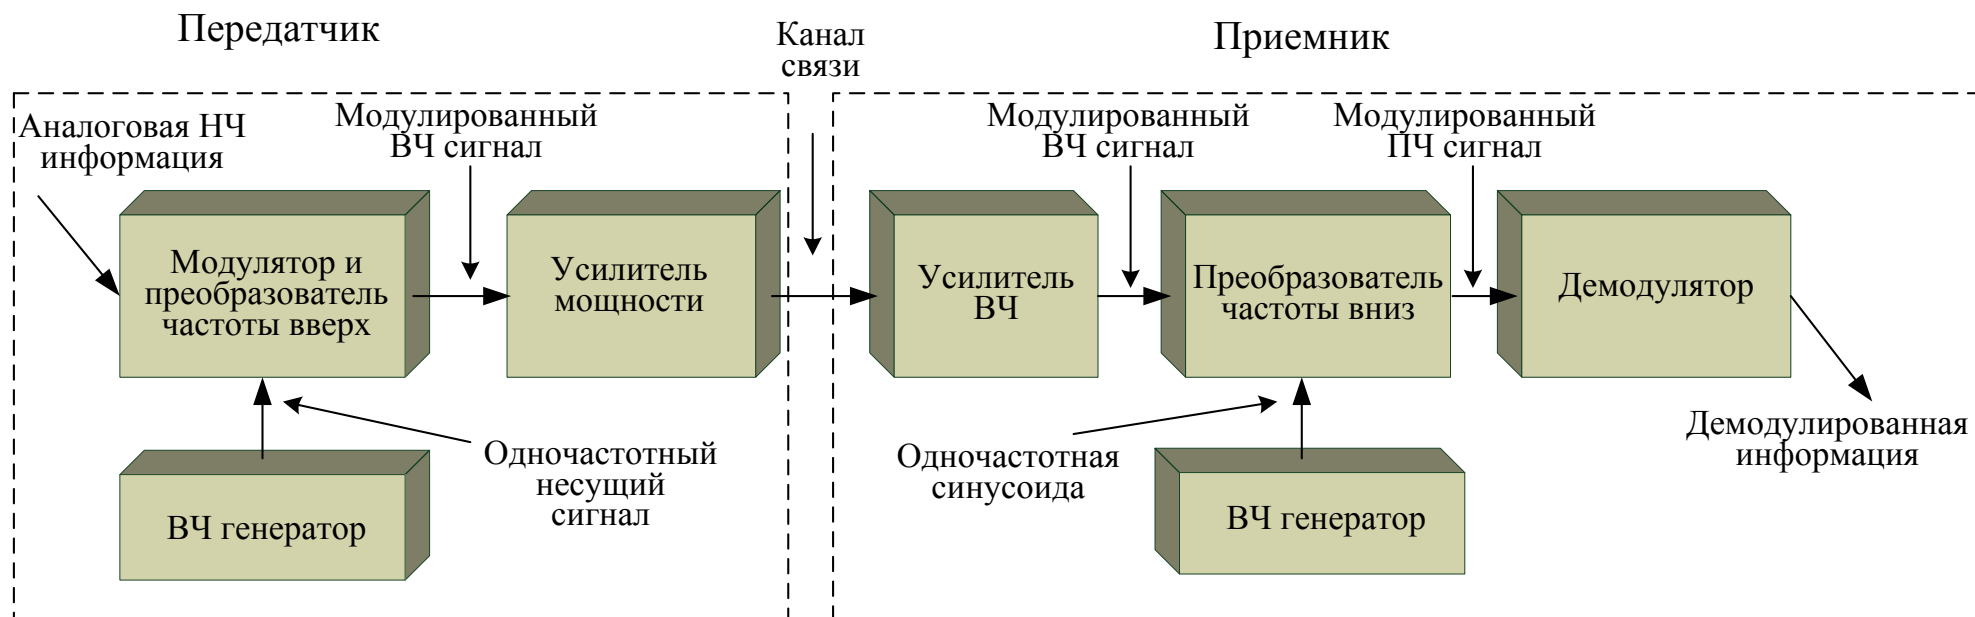 Передатчик
Канал
связи
Приемник
Аналоговая НЧ
информация
Модулированный
ВЧ сигнал
Модулированный
ВЧ сигнал
Модулированный
ПЧ сигнал
Модулятор и
преобразователь
частоты вверх
Усилитель
мощности
Усилитель
ВЧ
Преобразователь
частоты вниз
Демодулятор
Одночастотный
несущий
сигнал
Одночастотная
синусоида
Демодулированная
информация
ВЧ генератор
ВЧ генератор